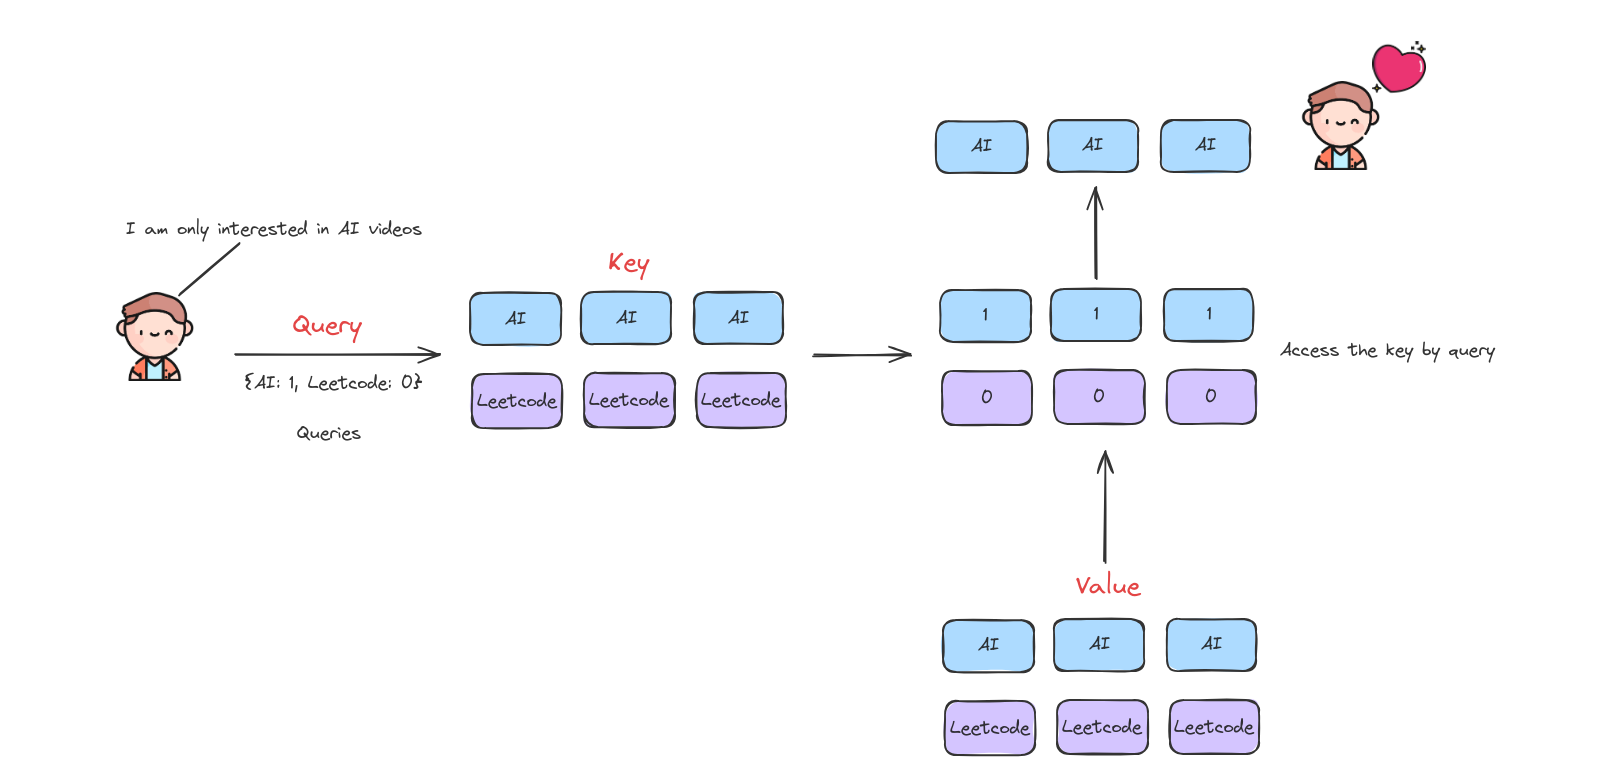 I am only interested in AI videos
Query
{AI: 1, Leetcode: 0}
Queries
Key
AI AI AI
Leetcode Leetcode Leetcode
AI AI AI
1 1 1
0 0 0
Access the key by query
Value
AI AI AI
Leetcode Leetcode Leetcode